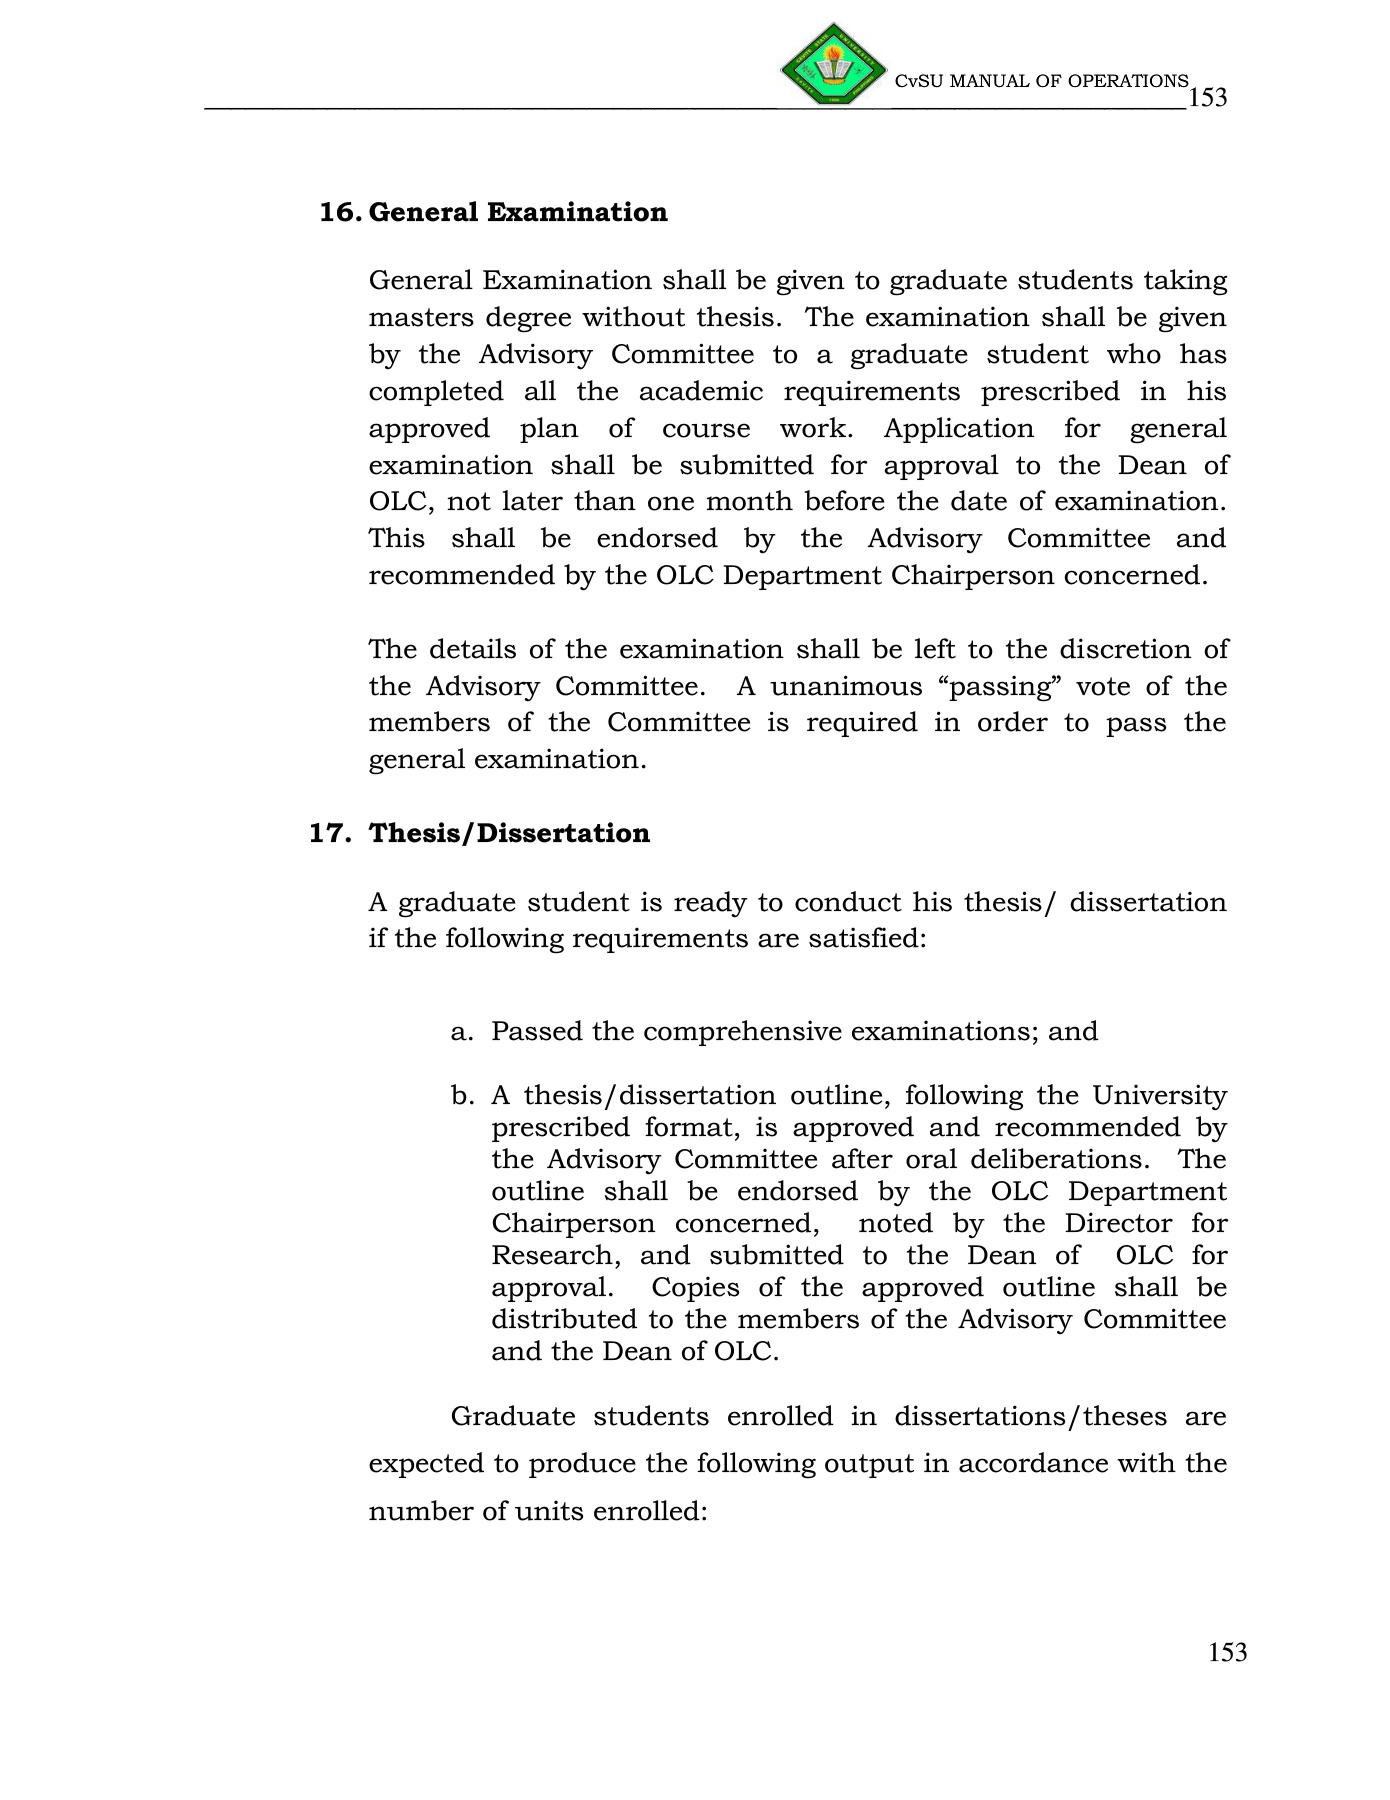 CvSU MANUAL OF OPERATIONS
153
16. General Examination
General Examination shall be given to graduate students taking
masters degree without thesis. The examination shall be given
by the Advisory Committee to a graduate student who has
completed all the academic requirements prescribed in his
approved plan of course work. Application for general
examination shall be submitted for approval to the Dean of
OLC, not later than one month before the date of examination.
This shall be endorsed by the Advisory Committee and
recommended by the OLC Department Chairperson concerned.
The details of the examination shall be left to the discretion of
the Advisory Committee. A unanimous “passing” vote of the
members of the Committee is required in order to pass the
general examination.
17. Thesis/Dissertation
A graduate student is ready to conduct his thesis/ dissertation
if the following requirements are satisfied:
a. Passed the comprehensive examinations; and
b. A thesis/dissertation outline, following the University
prescribed format, is approved and recommended by
the Advisory Committee after oral deliberations. The
outline shall be endorsed by the OLC Department
Chairperson concerned, noted by the Director for
Research, and submitted to the Dean of OLC for
approval. Copies of the approved outline shall be
distributed to the members of the Advisory Committee
and the Dean of OLC.
Graduate students enrolled in dissertations/theses are
expected to produce the following output in accordance with the
number of units enrolled:
153